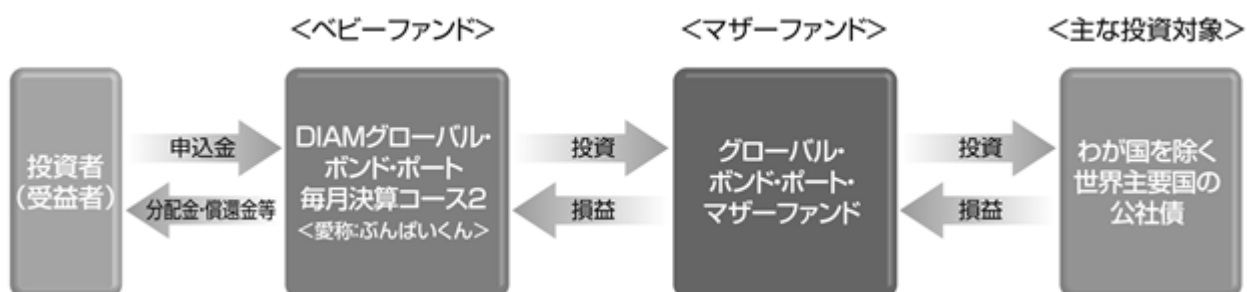 <ベビーファンド>
<マザーファンド>
<主な投資対象>
投資者
(受益者)
申込金
分配金・償還金等
DIAMグローバル・
ボンド・ポート
毎月決算コース2
<愛称:ぶんぱいくん>
投資
損益
グローバル・
ボンド・ポート・
マザーファンド
投資
損益
わが国を除く
世界主要国の
公社債